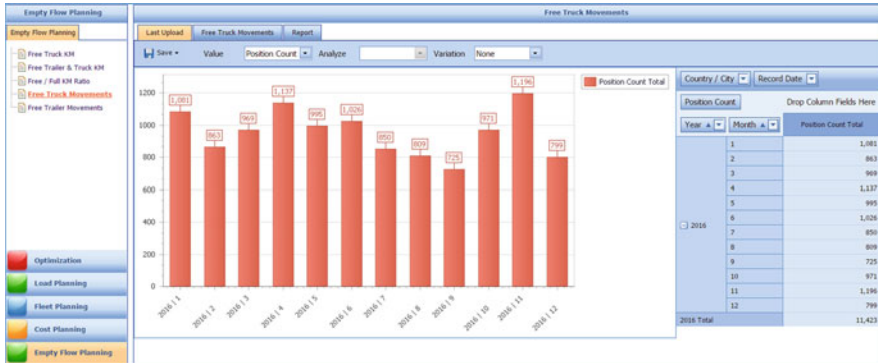 Empty Flow Planning
Free Truck Movements
Empty Flow Planning
Last Upload Free Truck Movements Report
Free Truck KM
Free Trailer & Truck KM
Free / Full KM Ratio
Free Truck Movements
Free Trailer Movements
Save Value Position Count Analyze Variation None
Position Count Total
1200
1000
800
600
400
200
0
1,081
863
969
1,137
995
1,026
850
809
725
971
1,196
799
2016 | 1
2016 | 2
2016 | 3
2016 | 4
2016 | 5
2016 | 6
2016 | 7
2016 | 8
2016 | 9
2016 | 10
2016 | 11
2016 | 12
Country / City Record Date
Position Count Drop Column Fields Here
Year Month Position Count Total
2016
1 1,081
2 863
3 969
4 1,137
5 995
6 1,026
7 850
8 809
9 725
10 971
11 1,196
12 799
2016 Total 11,423
Optimization
Load Planning
Fleet Planning
Cost Planning
Empty Flow Planning